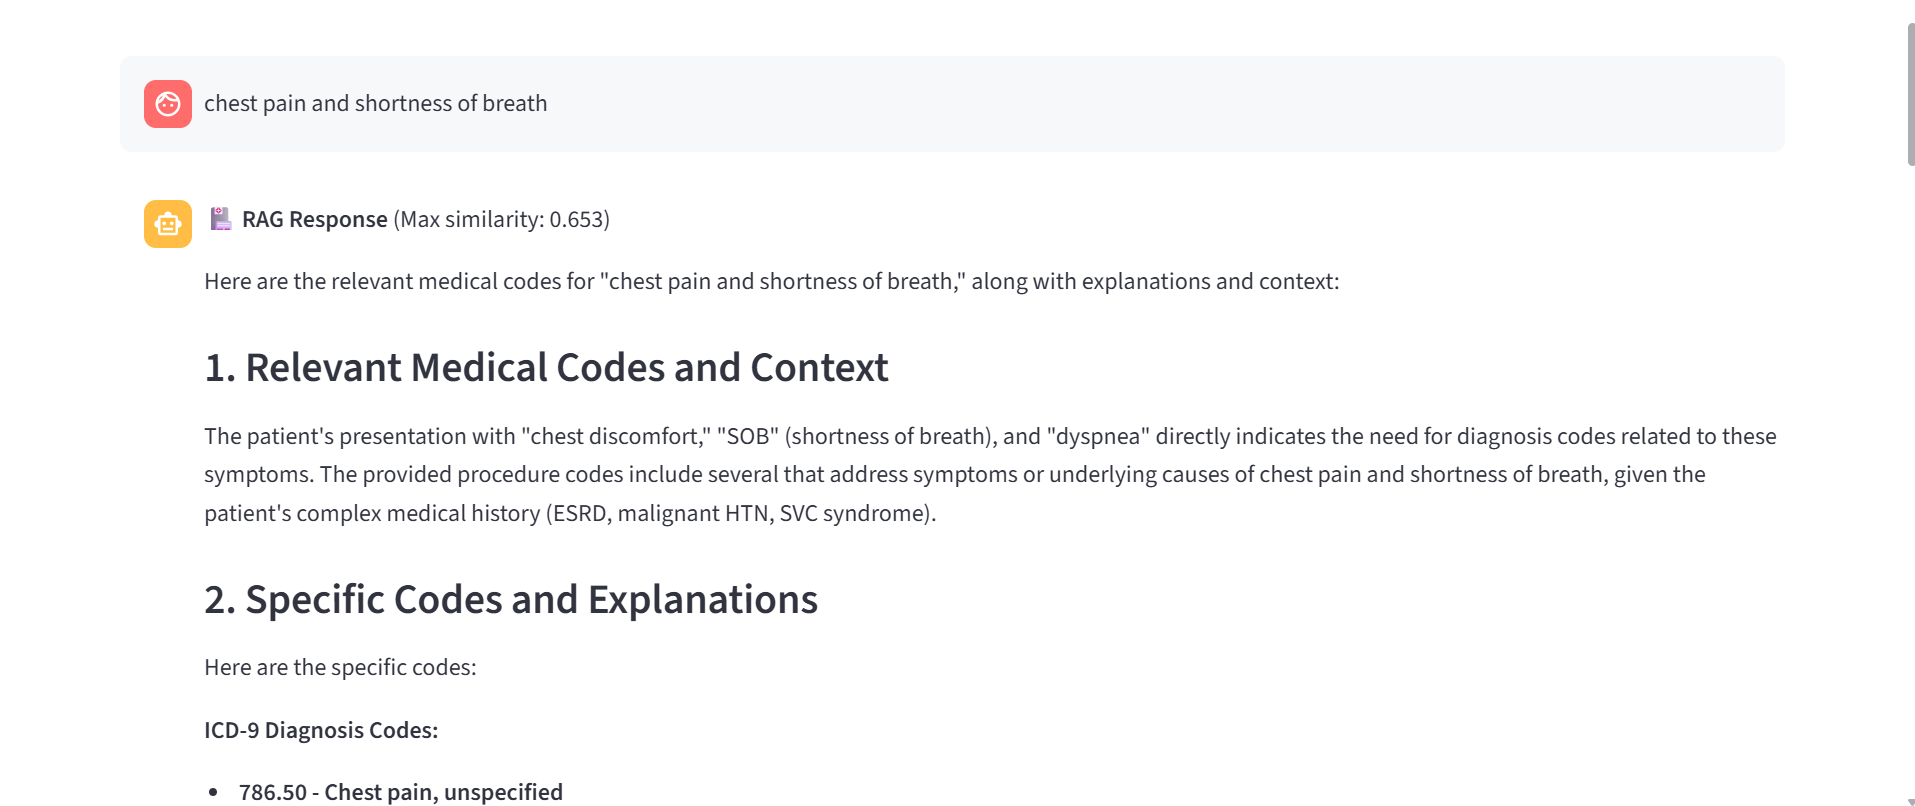 chest pain and shortness of breath
RAG Response (Max similarity: 0.653)
Here are the relevant medical codes for "chest pain and shortness of breath," along with explanations and context:
1. Relevant Medical Codes and Context
The patient's presentation with "chest discomfort," "SOB" (shortness of breath), and "dyspnea" directly indicates the need for diagnosis codes related to these
symptoms. The provided procedure codes include several that address symptoms or underlying causes of chest pain and shortness of breath, given the
patient's complex medical history (ESRD, malignant HTN, SVC syndrome).
2. Specific Codes and Explanations
Here are the specific codes:
ICD-9 Diagnosis Codes:
• 786.50 - Chest pain, unspecified